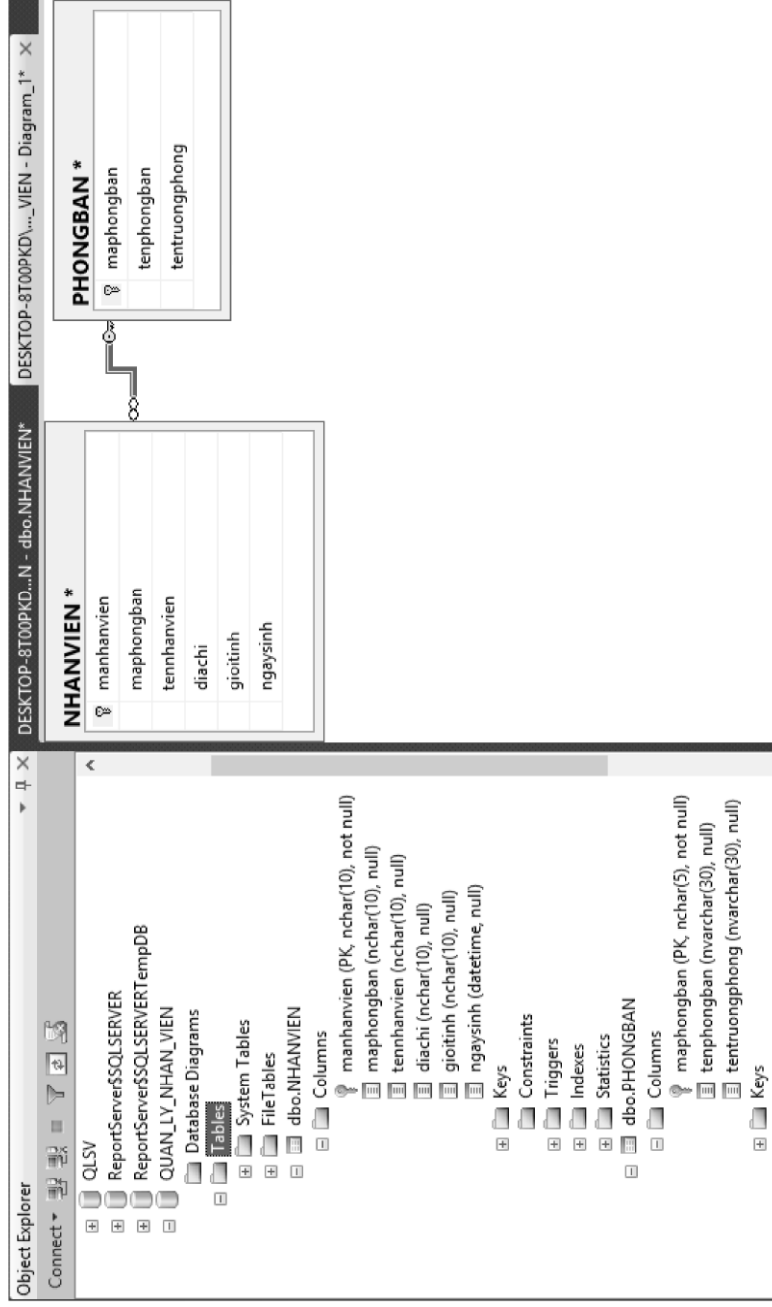 Object Explorer
Connect
QLSV
ReportServer$SQLSERVER
ReportServer$SQLSERVERTempDB
QUAN_LY_NHAN_VIEN
Database Diagrams
Tables
System Tables
FileTables
dbo.NHANVIEN
Columns
manhanvien (PK, nchar(10), not null)
maphongban (nchar(10), null)
tennhanvien (nchar(10), null)
diachi (nchar(10), null)
gioitinh (nchar(10), null)
ngaysinh (datetime, null)
Keys
Constraints
Triggers
Indexes
Statistics
dbo.PHONGBAN
Columns
maphongban (PK, nchar(5), not null)
tenphongban (nvarchar(30), null)
tentruongphong (nvarchar(30), null)
Keys
DESKTOP-8T00PKD...N - dbo.NHANVIEN*
DESKTOP-8T00PKD\..._VIEN - Diagram_1*
NHANVIEN *
manhanvien
maphongban
tennhanvien
diachi
gioitinh
ngaysinh
PHONGBAN *
maphongban
tenphongban
tentruongphong